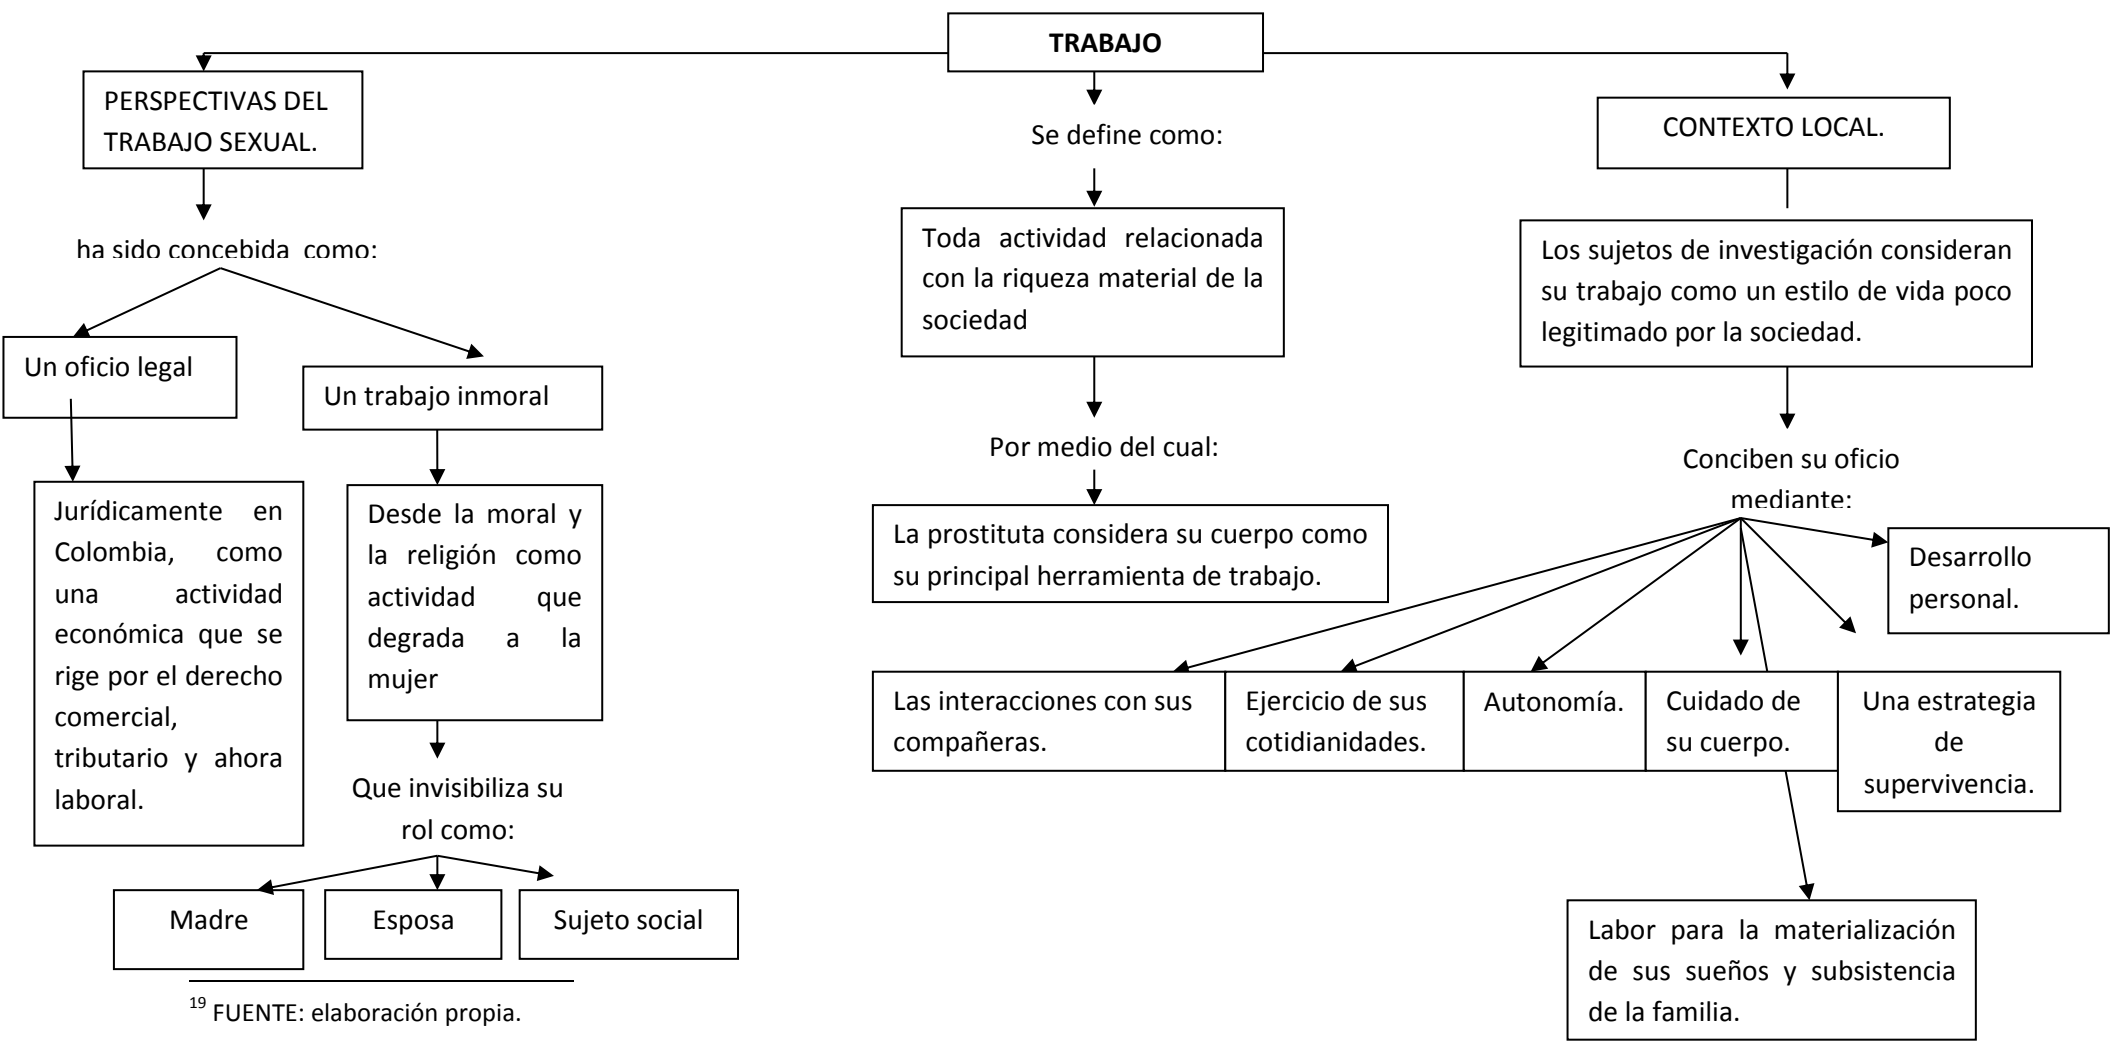 TRABAJO
PERSPECTIVAS DEL
TRABAJO SEXUAL.
ha sido concebida como:
Un oficio legal
Jurídicamente en
Colombia, como
una actividad
económica que se
rige por el derecho
comercial,
tributario y ahora
laboral.
Un trabajo inmoral
Desde la moral y
la religión como
actividad que
degrada a la
mujer
Que invisibiliza su
rol como:
Madre
Esposa
Sujeto social
Se define como:
Toda actividad relacionada
con la riqueza material de la
sociedad
Por medio del cual:
La prostituta considera su cuerpo como
su principal herramienta de trabajo.
CONTEXTO LOCAL.
Los sujetos de investigación consideran
su trabajo como un estilo de vida poco
legitimado por la sociedad.
Conciben su oficio
mediante:
Las interacciones con sus
compañeras.
Ejercicio de sus
cotidianidades.
Autonomía.
Cuidado de
su cuerpo.
Una estrategia
de
supervivencia.
Desarrollo
personal.
Labor para la materialización
de sus sueños y subsistencia
de la familia.
19 FUENTE: elaboración propia.